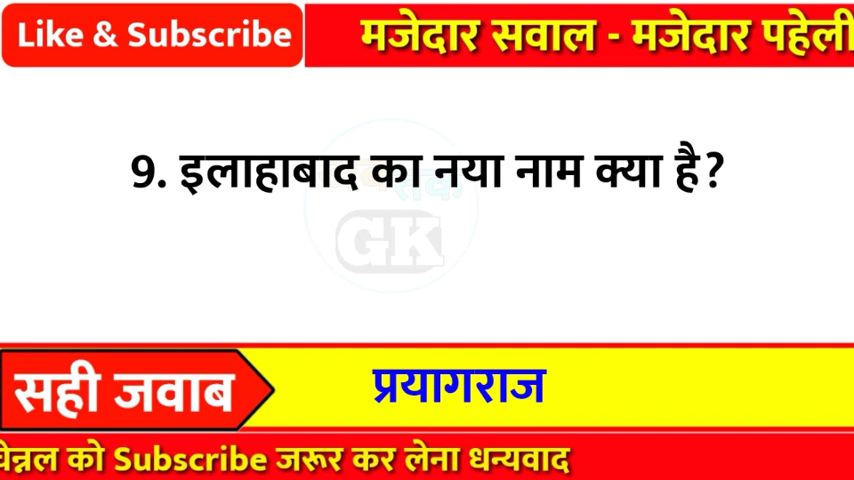 Like & Subscribe
मजेदार सवाल - मजेदार पहेली
9. इलाहाबाद का नया नाम क्या है?
GK
सही जवाब
प्रयागराज
को Subscribe जरूर कर लेना धन्यवाद